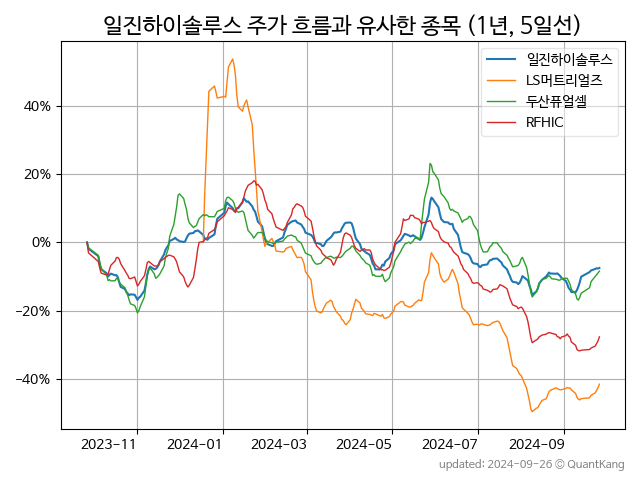 일진하이솔루스 주가 흐름과 유사한 종목 (1년, 5일선)
일진하이솔루스
LS머트리얼즈
두산퓨얼셀
RFHIC
40%
20%
0%
−20%
−40%
2023-11
2024-01
2024-03
2024-05
2024-07
2024-09
updated: 2024-09-26 © QuantKang